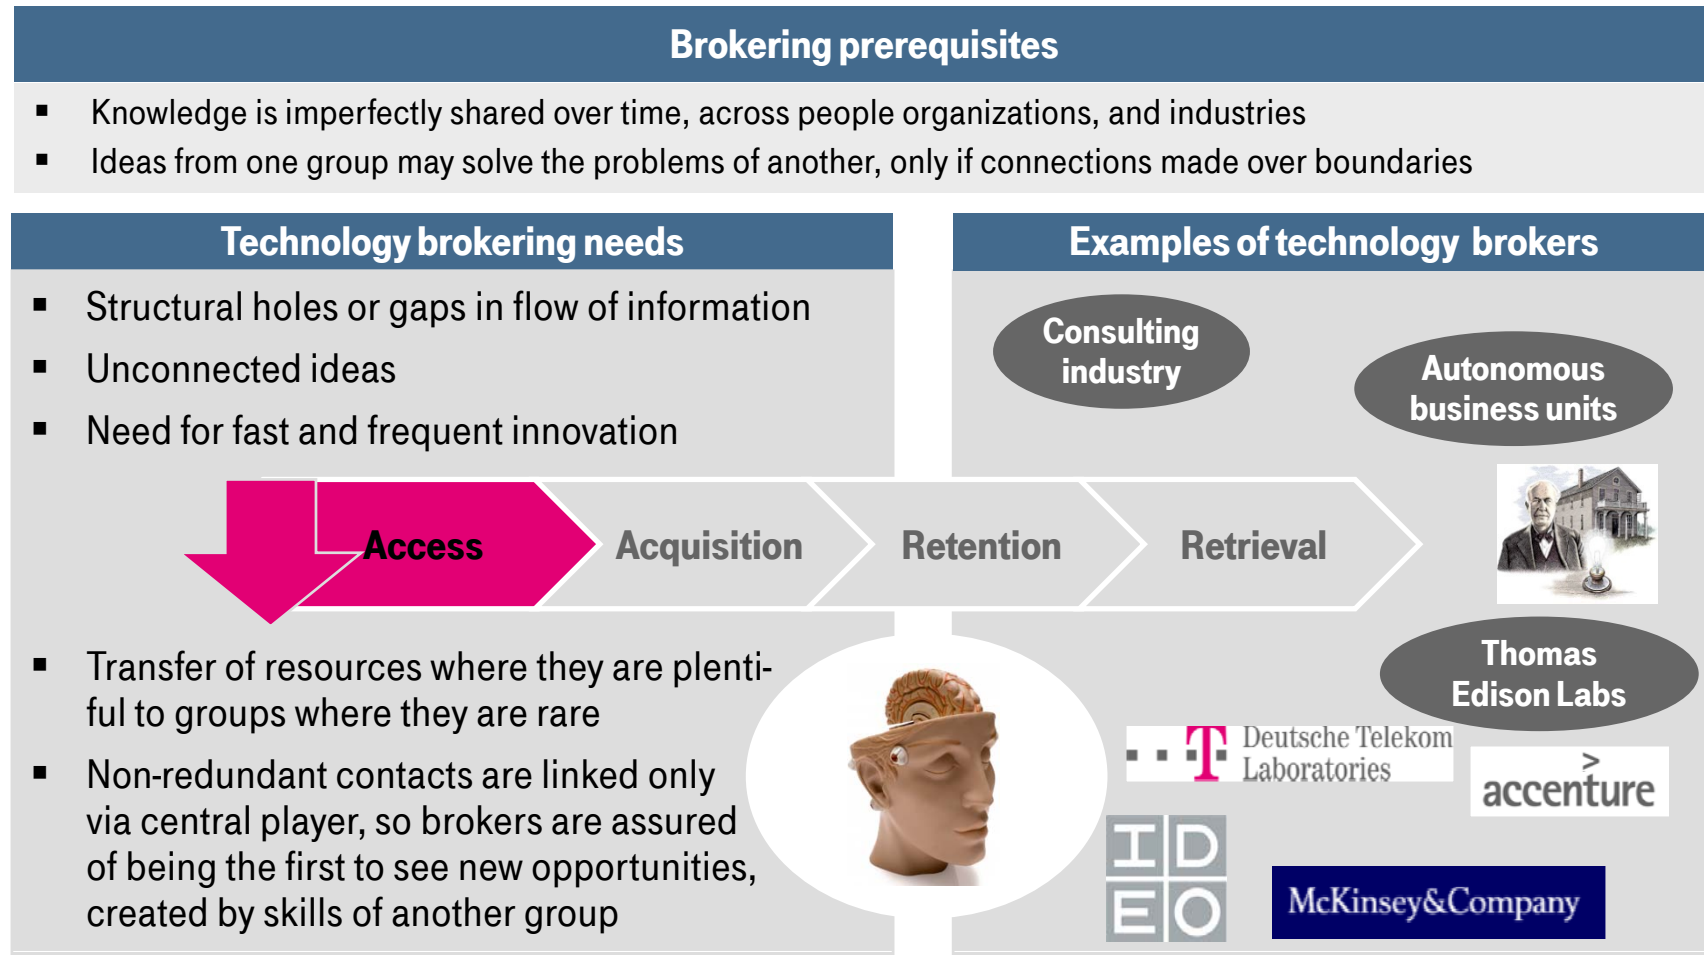 Brokering prerequisites
▪ Knowledge is imperfectly shared over time, across people organizations, and industries
▪ Ideas from one group may solve the problems of another, only if connections made over boundaries
Technology brokering needs
▪ Structural holes or gaps in flow of information
▪ Unconnected ideas
▪ Need for fast and frequent innovation
Examples of technology brokers
Consulting
industry
Autonomous
business units
Access
Acquisition
Retention
Retrieval
▪ Transfer of resources where they are plenti-
ful to groups where they are rare
▪ Non-redundant contacts are linked only
via central player, so brokers are assured
of being the first to see new opportunities,
created by skills of another group
Thomas
Edison Labs
T Deutsche Telekom
Laboratories
>
accenture
ID
EO
McKinsey&Company